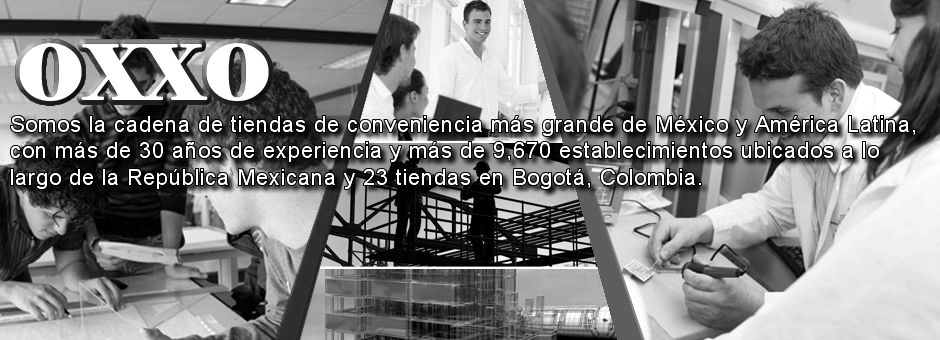 OXXO
Somos la cadena de tiendas de conveniencia más grande de México y América Latina,
con más de 30 años de experiencia y más de 9,670 establecimientos ubicados a lo
largo de la República Mexicana y 23 tiendas en Bogotá, Colombia.